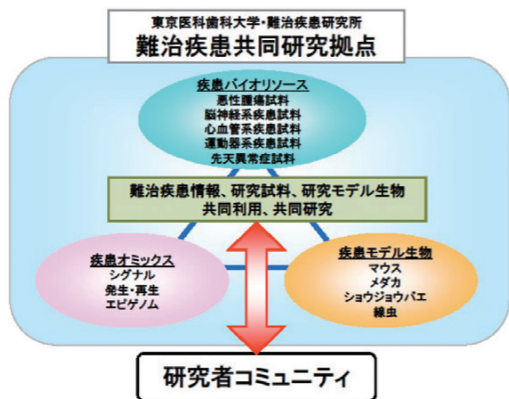 東京医科歯科大学・難治疾患研究所
難治疾患共同研究拠点
疾患バイオリソース
悪性腫瘍試料
脳神経系疾患試料
心血管系疾患試料
運動器系疾患試料
先天異常症試料
難治疾患情報、研究試料、研究モデル生物
共同利用、共同研究
疾患オミックス
シグナル
発生・再生
エピゲノム
疾患モデル生物
マウス
メダカ
ショウジョウバエ
線虫
研究者コミュニティ